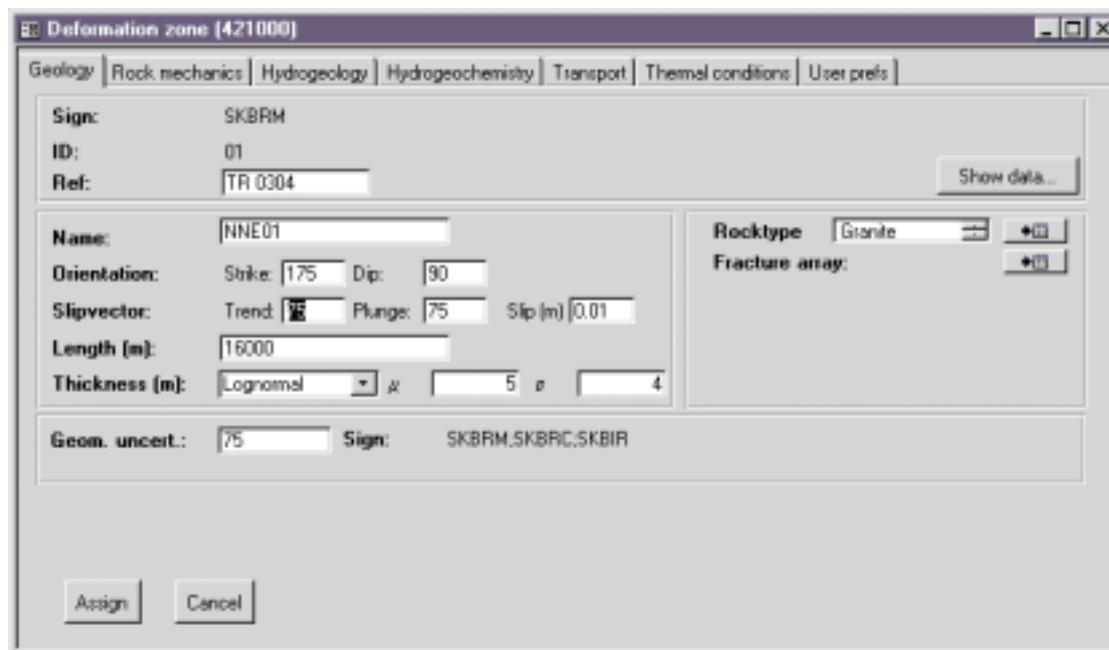 Deformation zone [421000]
Geology Rock mechanics Hydrogeology Hydrogeochemistry Transport Thermal conditions User prefs
Sign: SKBRM
ID: 01
Ref: TR 0304
Show data...
Name: NNE01
Orientation: Strike: 175 Dip: 90
Slipvector: Trend: Plunge: 75 Slip (m) 0.01
Length (m): 16000
Thickness (m): Lognormal μ 5 σ 4
Rocktype Granite
Fracture array:
Geom. uncert.: 75 Sign: SKBRM,SKBRC,SKBIR
Assign Cancel